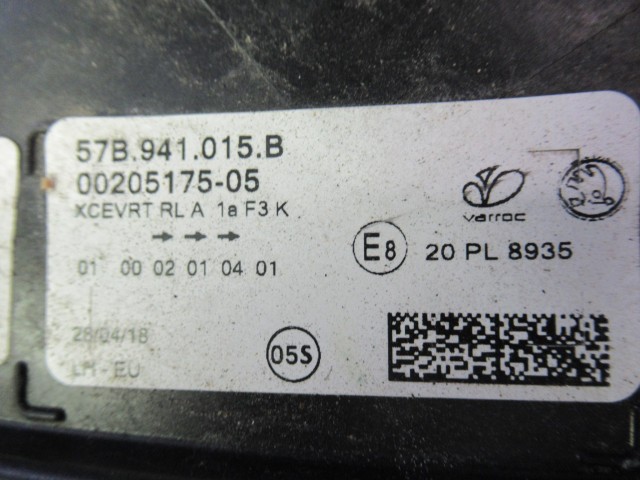 57B.941.015.B
00205175-05
XCEVRT RL A 1a F3 K
→ → →
01 00 02 01 04 01
varroc
E8 20 PL 8935
28/04/18
LH - EU
05S